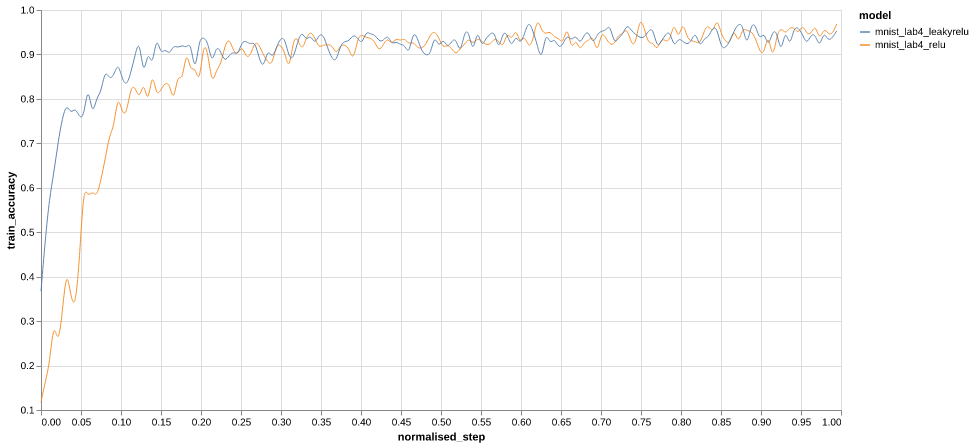 model
mnist_lab4_leakyrelu
mnist_lab4_relu
train_accuracy
1.0
0.9
0.8
0.7
0.6
0.5
0.4
0.3
0.2
0.1
0.00 0.05 0.10 0.15 0.20 0.25 0.30 0.35 0.40 0.45 0.50 0.55 0.60 0.65 0.70 0.75 0.80 0.85 0.90 0.95 1.00
normalised_step